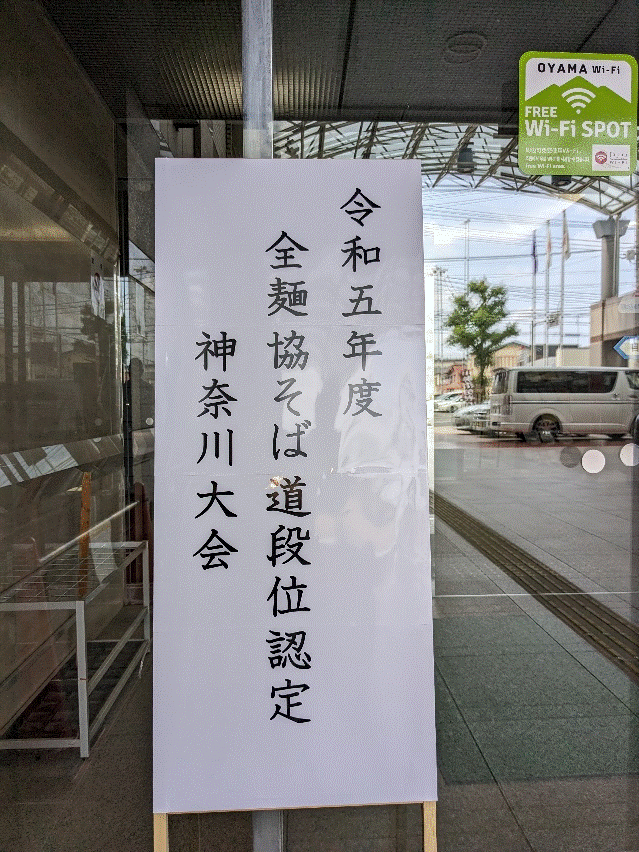 令和五年度
全麺協そば道段位認定
神奈川大会
OYAMA Wi-Fi
FREE
Wi-Fi SPOT